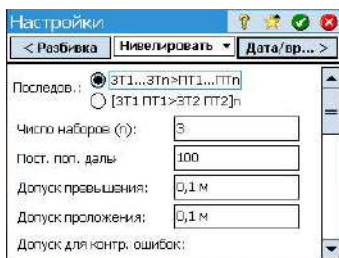 Настройки
< Разбивка Нивелировать Дата/вр... >
Последов.: ЗТ1...ЗТn>ПТ1...ПТn
[ЗТ1 ПТ1>ЗТ2 ПТ2]n
Число наборов (n): 3
Пост. поп. даль 100
Допуск превышения: 0,1 м
Допуск проложения: 0,1 м
Допуск для контр. ошибок: